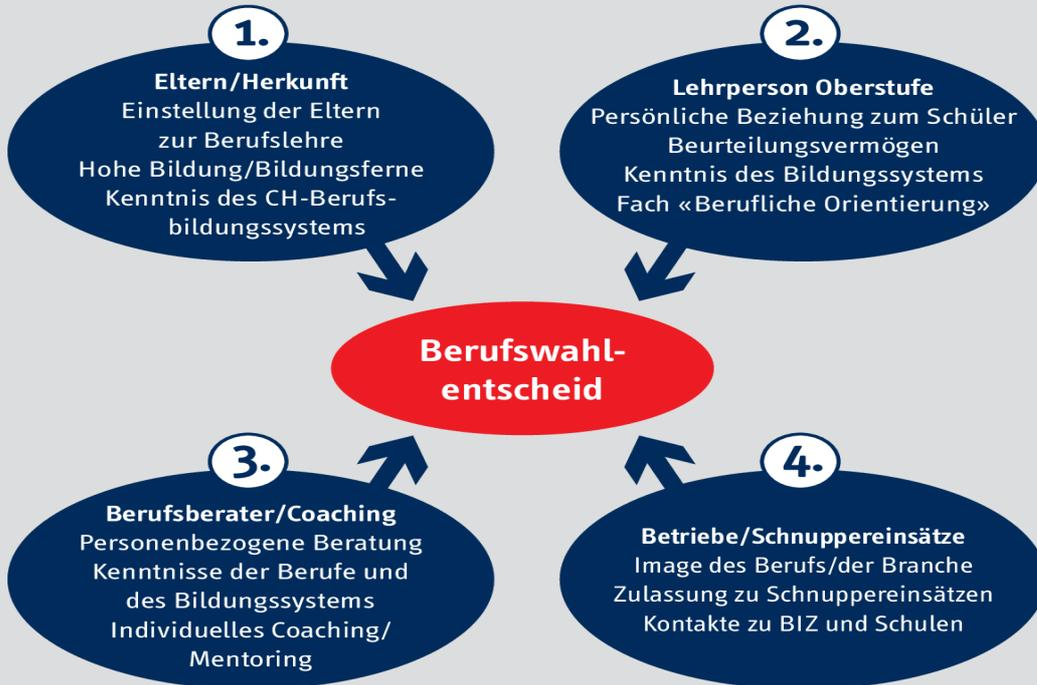 1.
Eltern/Herkunft
Einstellung der Eltern
zur Berufslehre
Hohe Bildung/Bildungsferne
Kenntnis des CH-Berufs-
bildungssystems
2.
Lehrperson Oberstufe
Persönliche Beziehung zum Schüler
Beurteilungsvermögen
Kenntnis des Bildungssystems
Fach «Berufliche Orientierung»
Berufswahl-
entscheid
3.
Berufsberater/Coaching
Personenbezogene Beratung
Kenntnisse der Berufe und
des Bildungssystems
Individuelles Coaching/
Mentoring
4.
Betriebe/Schnuppereinsätze
Image des Berufs/der Branche
Zulassung zu Schnuppereinsätzen
Kontakte zu BIZ und Schulen